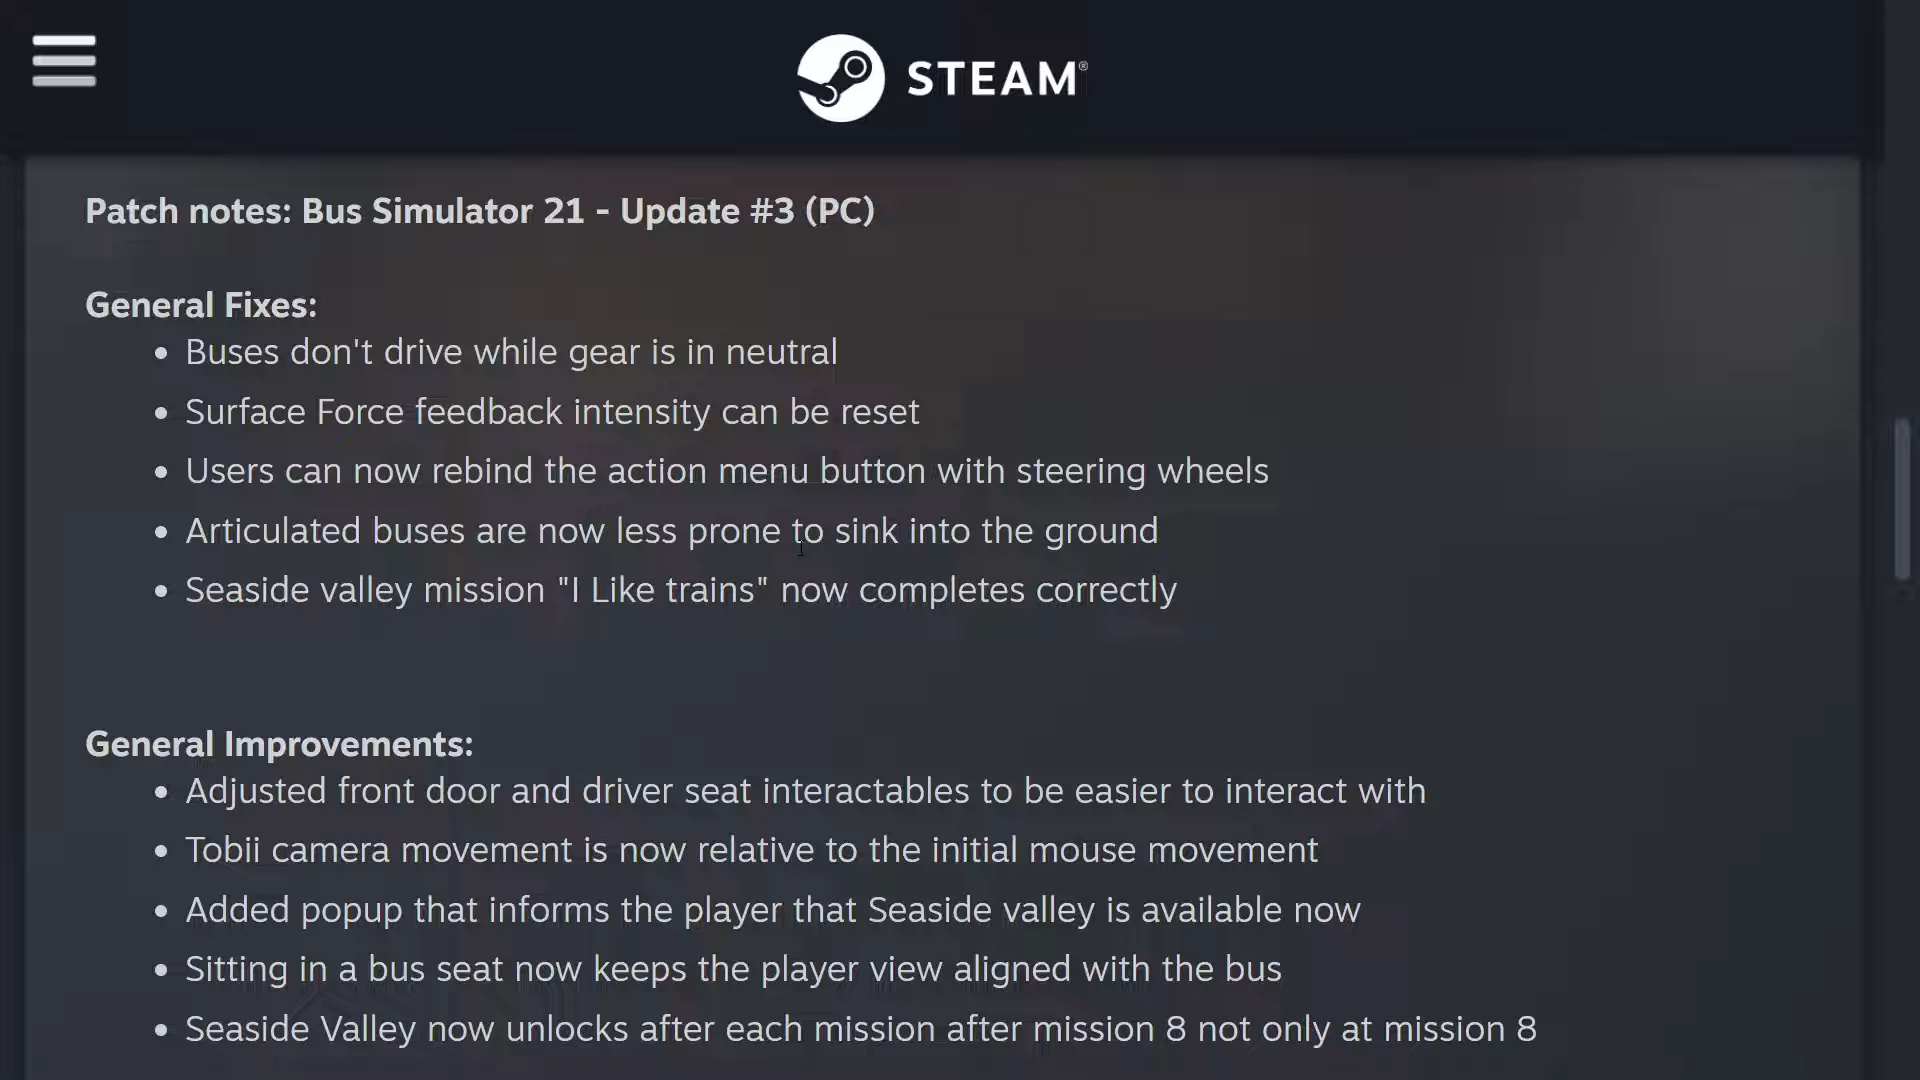 STEAM®
Patch notes: Bus Simulator 21 - Update #3 (PC)
General Fixes:
• Buses don't drive while gear is in neutral
• Surface Force feedback intensity can be reset
• Users can now rebind the action menu button with steering wheels
• Articulated buses are now less prone to sink into the ground
• Seaside valley mission "I Like trains" now completes correctly
General Improvements:
• Adjusted front door and driver seat interactables to be easier to interact with
• Tobii camera movement is now relative to the initial mouse movement
• Added popup that informs the player that Seaside valley is available now
• Sitting in a bus seat now keeps the player view aligned with the bus
• Seaside Valley now unlocks after each mission after mission 8 not only at mission 8